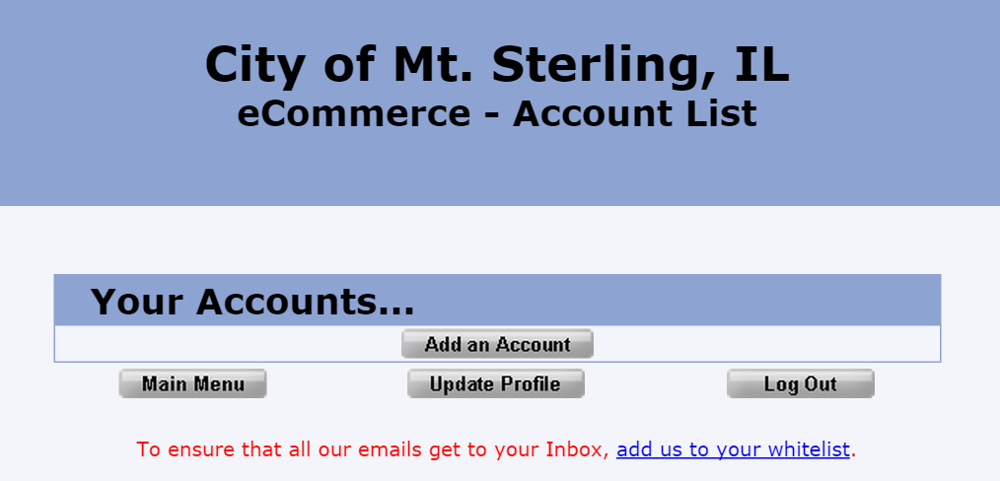 City of Mt. Sterling, IL
eCommerce - Account List
Your Accounts...
Add an Account
Main Menu
Update Profile
Log Out
To ensure that all our emails get to your Inbox, add us to your whitelist.